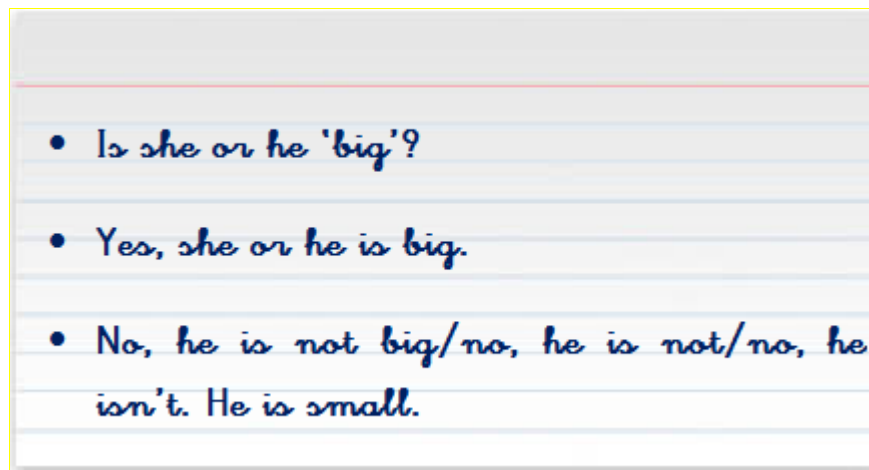 • Is she or he 'big'?
• Yes, she or he is big.
• No, he is not big/no, he is not/no, he
isn't. He is small.